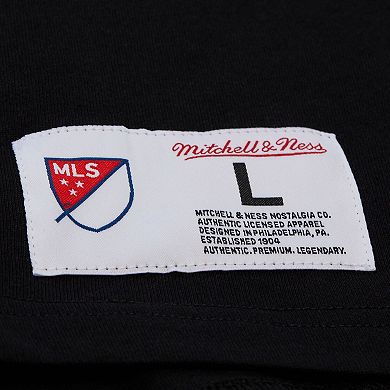 MLS
Mitchell & Ness
L
MITCHELL & NESS NOSTALGIA CO.
AUTHENTIC LICENSED APPAREL
DESIGNED IN PHILADELPHIA, PA.
ESTABLISHED 1904
AUTHENTIC. PREMIUM. LEGENDARY.